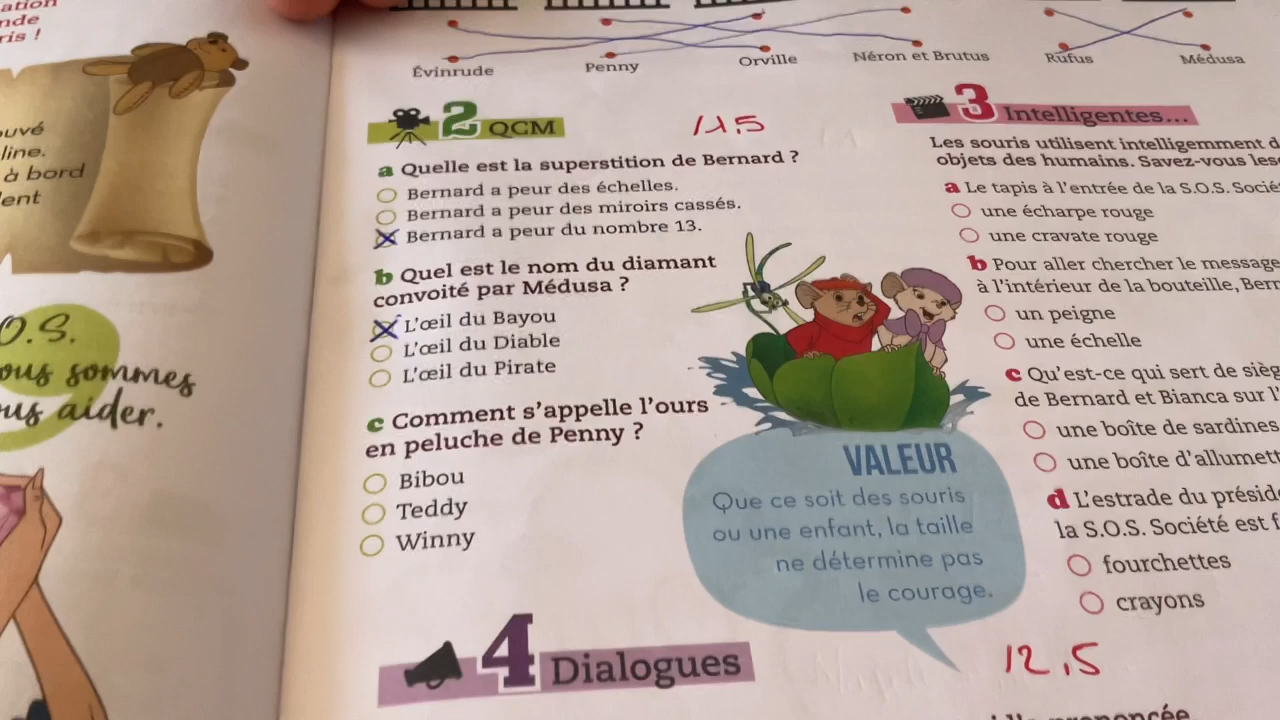 ation
nde
ris !
uvé
line.
à bord
ent
O.S.
ous sommes
us aider.
Évinrude
Penny
Orville
Néron et Brutus
Rufus
Médusa
2 QCM
11,5
a Quelle est la superstition de Bernard ?
Bernard a peur des échelles.
Bernard a peur des miroirs cassés.
Bernard a peur du nombre 13.
b Quel est le nom du diamant
convoité par Médusa ?
L'œil du Bayou
L'œil du Diable
L'œil du Pirate
c Comment s'appelle l'ours
en peluche de Penny ?
Bibou
Teddy
Winny
VALEUR
Que ce soit des souris
ou une enfant, la taille
ne détermine pas
le courage.
3 Intelligentes...
Les souris utilisent intelligemment d
objets des humains. Savez-vous les
a Le tapis à l'entrée de la S.O.S. Socié
une écharpe rouge
une cravate rouge
b Pour aller chercher le message
à l'intérieur de la bouteille, Ber
un peigne
une échelle
c Qu'est-ce qui sert de sièg
de Bernard et Bianca sur l'
une boîte de sardines
une boîte d'allumett
d L'estrade du préside
la S.O.S. Société est f
fourchettes
crayons
12,5
4 Dialogues